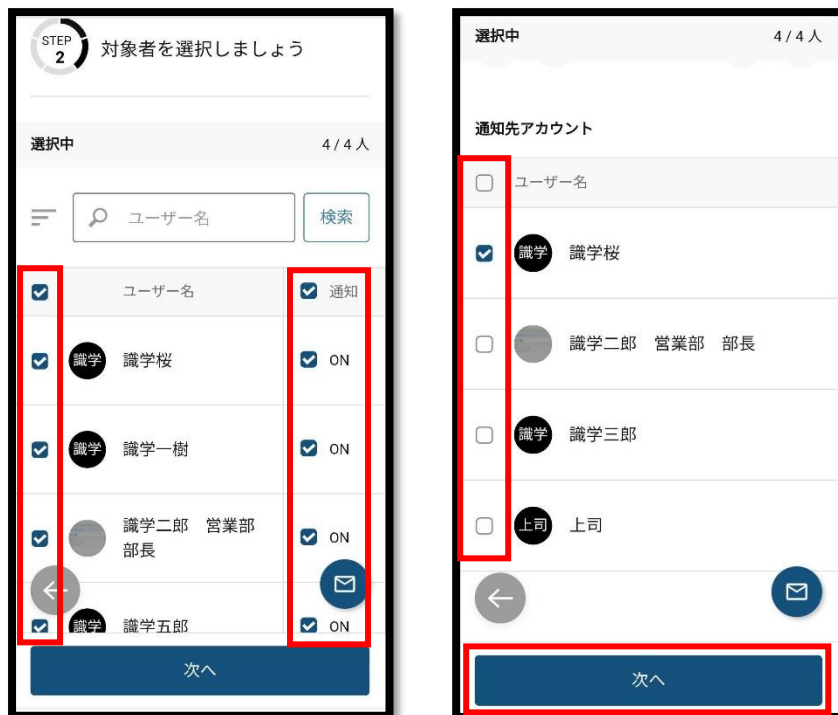 STEP
2
対象者を選択しましょう
選択中 4/4人
ユーザー名 検索
ユーザー名 通知
識学 識学桜 ON
識学 識学一樹 ON
識学二郎 営業部
部長 ON
識学 識学五郎 ON
次へ
選択中 4/4人
通知先アカウント
ユーザー名
識学 識学桜
識学二郎 営業部 部長
識学 識学三郎
上司 上司
次へ